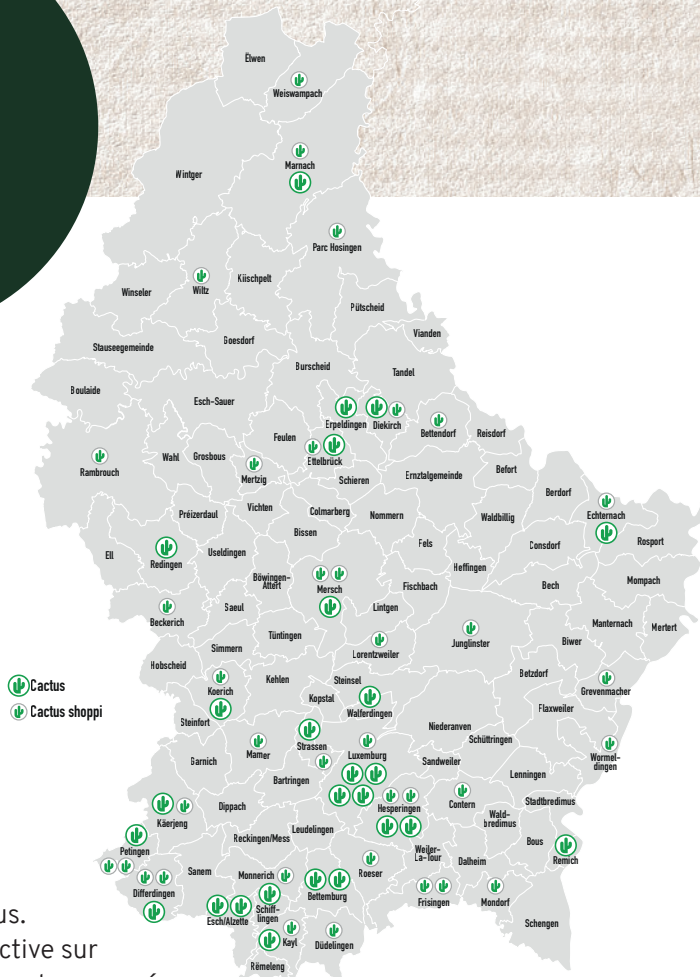 Ëlwen
Weiswampach
Marnach
Wintger
Parc Hosingen
Kiischpelt
Wiltz
Winseler
Pütscheid
Vianden
Goesdorf
Stauseegemeinde
Burscheid
Tandel
Boulaide
Esch-Sauer
Erpeldingen
Diekirch
Bettendorf
Reisdorf
Feulen
Ettelbrück
Wahl
Grosbous
Mertzig
Rambrouch
Schieren
Ernztalgemeinde
Befort
Berdorf
Vichten
Colmarberg
Nommern
Waldbillig
Echternach
Préizerdaul
Bissen
Rosport
Ell
Redingen
Useldingen
Fels
Consdorf
Heffingen
Böwingen-
Attert
Mersch
Fischbach
Bech
Mompach
Beckerich
Saeul
Lintgen
Manternach
Mertert
Tüntingen
Junglinster
Biwer
Simmern
Lorentzweiler
Hobscheid
Betzdorf
Kehlen
Steinsel
Grevenmacher
Cactus
Koerich
Kopstal
Walferdingen
Flaxweiler
Cactus shoppi
Steinfort
Niederanven
Schüttringen
Strassen
Luxemburg
Mamer
Garnich
Sandweiler
Wormel-
dingen
Lenningen
Bartringen
Stadtbredimus
Hesperingen
Contern
Dippach
Käerjeng
Wald-
bredimus
Leudelingen
Reckingen/Mess
Bous
Petingen
Weiler-
La-Tour
Dalheim
Remich
Sanem
Monnerich
Roeser
Differdingen
Bettemburg
Frisingen
Mondorf
Esch/Alzette
Schiff-
lingen
us.
Schengen
Kayl
Düdelingen
ctive sur
Rëmeleng